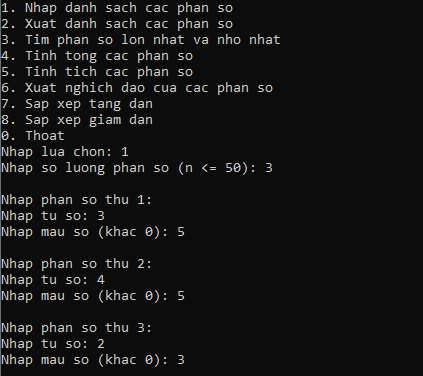 1. Nhap danh sach cac phan so
2. Xuat danh sach cac phan so
3. Tim phan so lon nhat va nho nhat
4. Tinh tong cac phan so
5. Tinh tich cac phan so
6. Xuat nghich dao cua cac phan so
7. Sap xep tang dan
8. Sap xep giam dan
0. Thoat
Nhap lua chon: 1
Nhap so luong phan so (n <= 50): 3
Nhap phan so thu 1:
Nhap tu so: 3
Nhap mau so (khac 0): 5
Nhap phan so thu 2:
Nhap tu so: 4
Nhap mau so (khac 0): 5
Nhap phan so thu 3:
Nhap tu so: 2
Nhap mau so (khac 0): 3